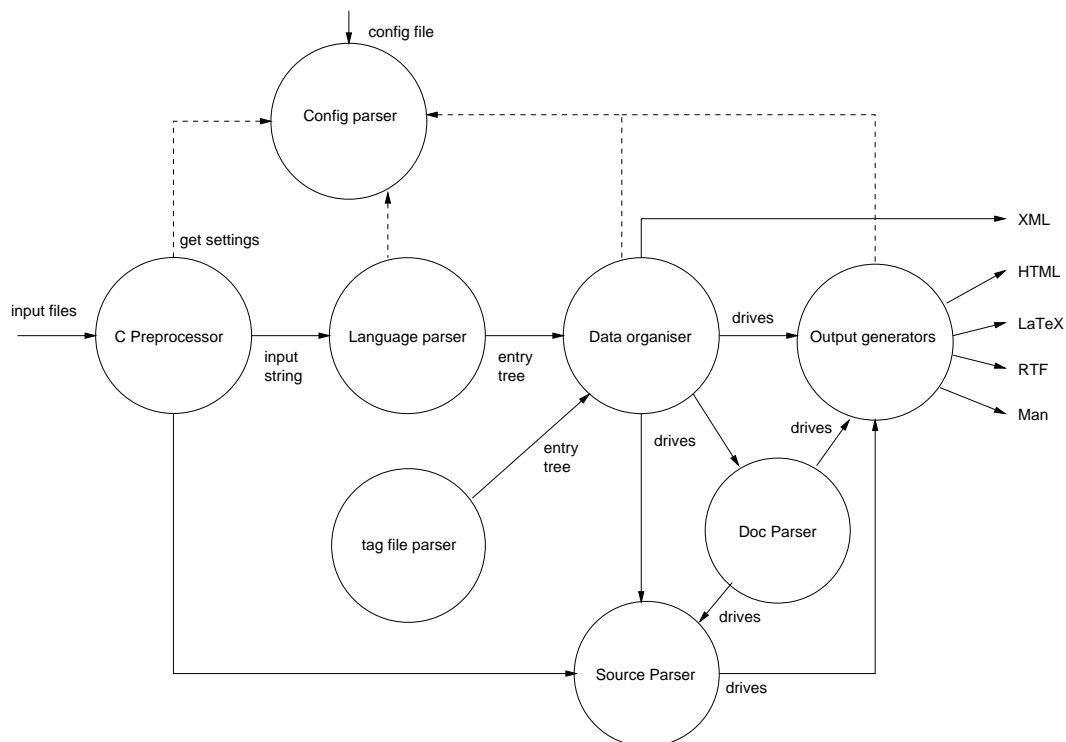 config file
Config parser
XML
get settings
HTML
input files
C Preprocessor
Language parser
Data organiser
drives
Output generators
LaTeX
input
string
entry
tree
RTF
Man
drives
drives
entry
tree
Doc Parser
tag file parser
drives
Source Parser
drives